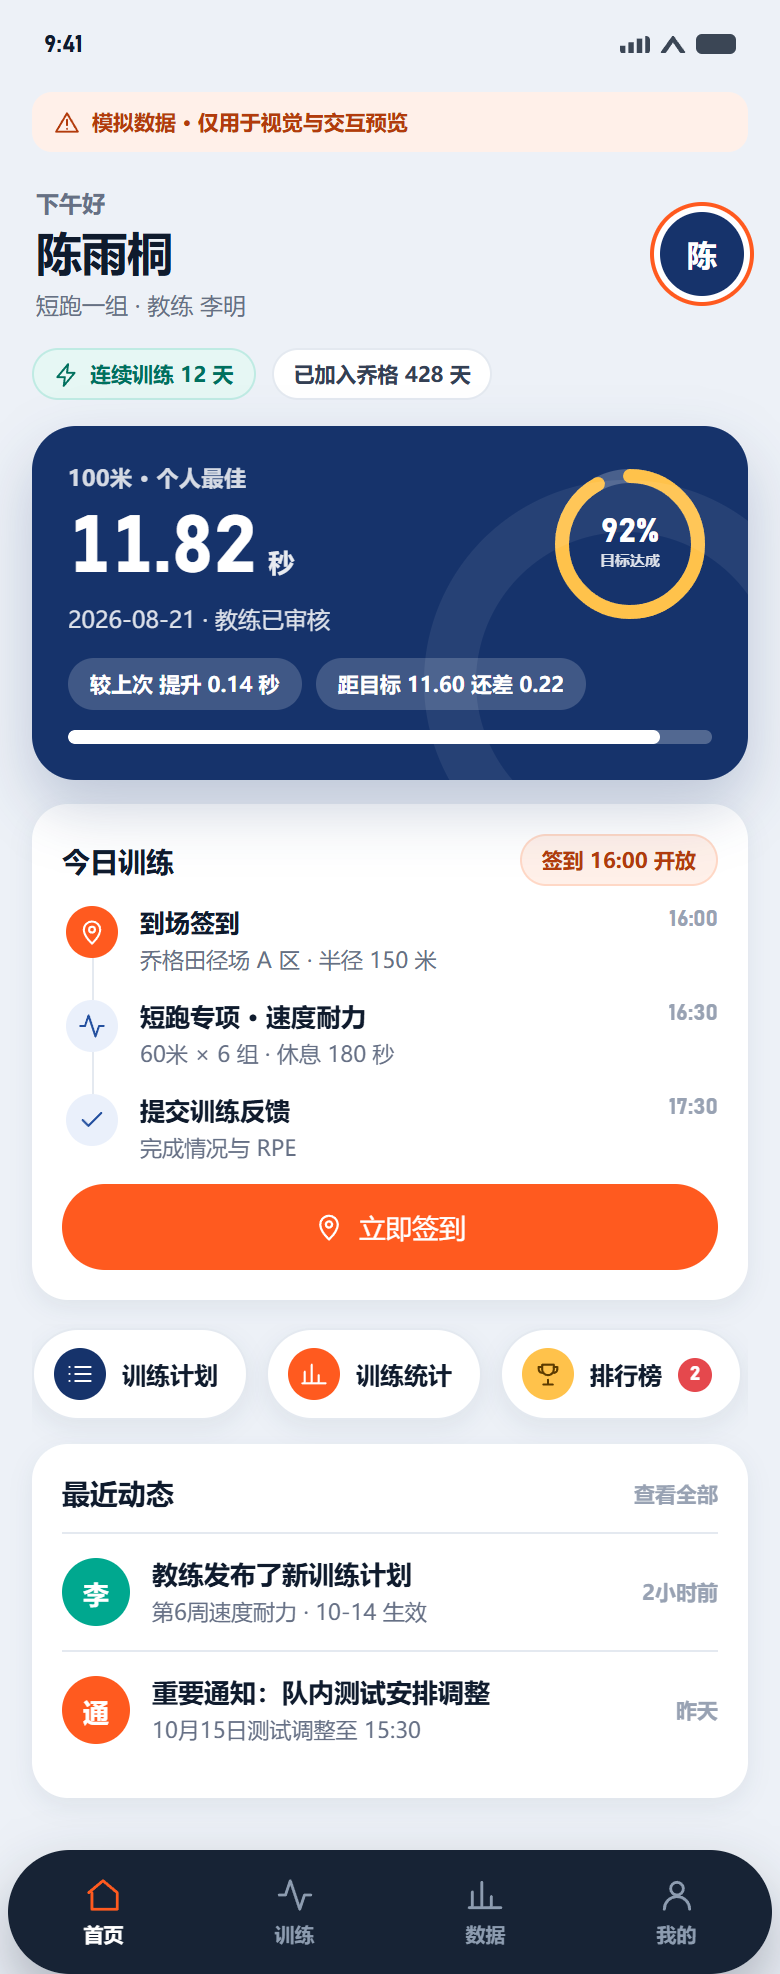 9:41
模拟数据 • 仅用于视觉与交互预览
下午好
陈雨桐
陈
短跑一组 · 教练 李明
连续训练 12 天
已加入乔格 428 天
100米 • 个人最佳
11.82 秒
92%
目标达成
2026-08-21 · 教练已审核
较上次 提升 0.14 秒
距目标 11.60 还差 0.22
今日训练
签到 16:00 开放
到场签到
16:00
乔格田径场 A 区 · 半径 150 米
短跑专项 • 速度耐力
16:30
60米 × 6 组 · 休息 180 秒
提交训练反馈
17:30
完成情况与 RPE
立即签到
训练计划
训练统计
排行榜 2
最近动态
查看全部
李
教练发布了新训练计划
第6周速度耐力 · 10-14 生效
2小时前
通
重要通知：队内测试安排调整
10月15日测试调整至 15:30
昨天
首页
训练
数据
我的